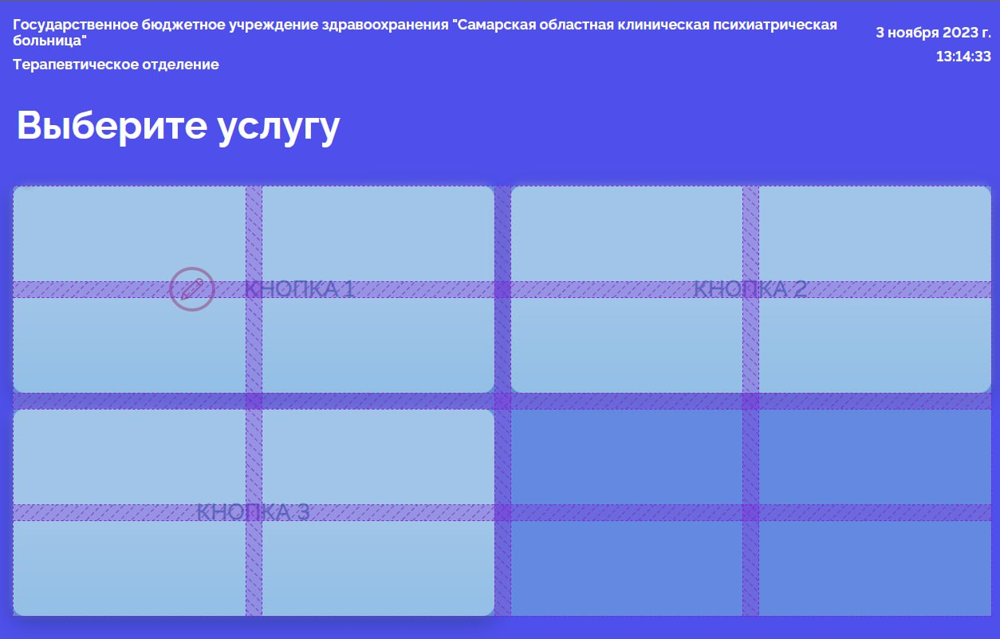 Государственное бюджетное учреждение здравоохранения "Самарская областная клиническая психиатрическая
больница"
Терапевтическое отделение
3 ноября 2023 г.
13:14:33
Выберите услугу
КНОПКА 1
КНОПКА 2
КНОПКА 3